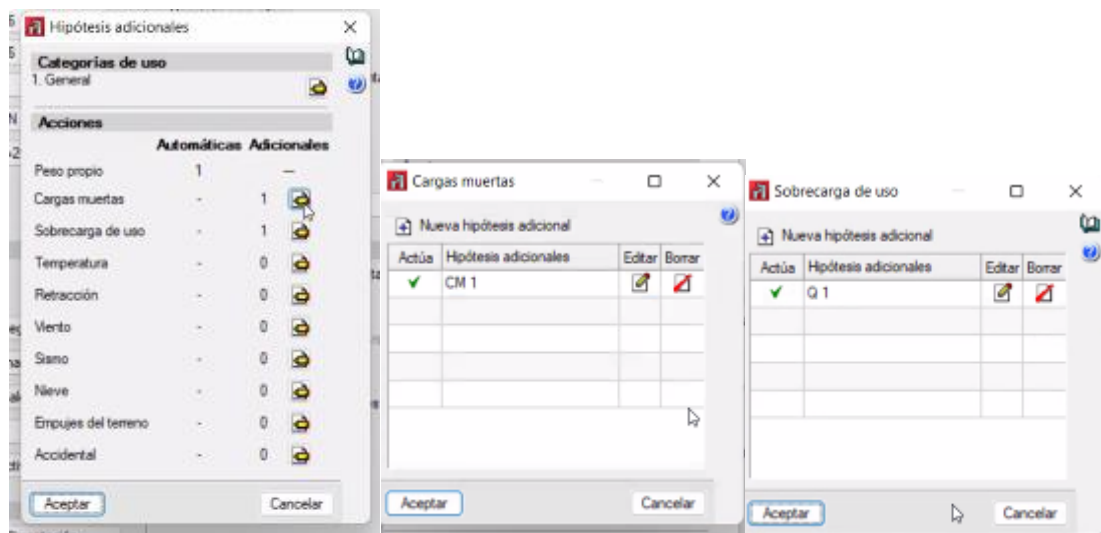 Hipótesis adicionales
Categorías de uso
1. General
Acciones
Automáticas Adicionales
Peso propio 1 —
Cargas muertas - 1
Sobrecarga de uso - 1
Temperatura - 0
Retracción - 0
Viento - 0
Sismo - 0
Nieve - 0
Empujes del terreno - 0
Accidental - 0
Aceptar Cancelar
Cargas muertas
Nueva hipótesis adicional
Actúa Hipótesis adicionales Editar Borrar
CM 1
Aceptar Cancelar
Sobrecarga de uso
Nueva hipótesis adicional
Actúa Hipótesis adicionales Editar Borrar
Q 1
Aceptar Cancelar